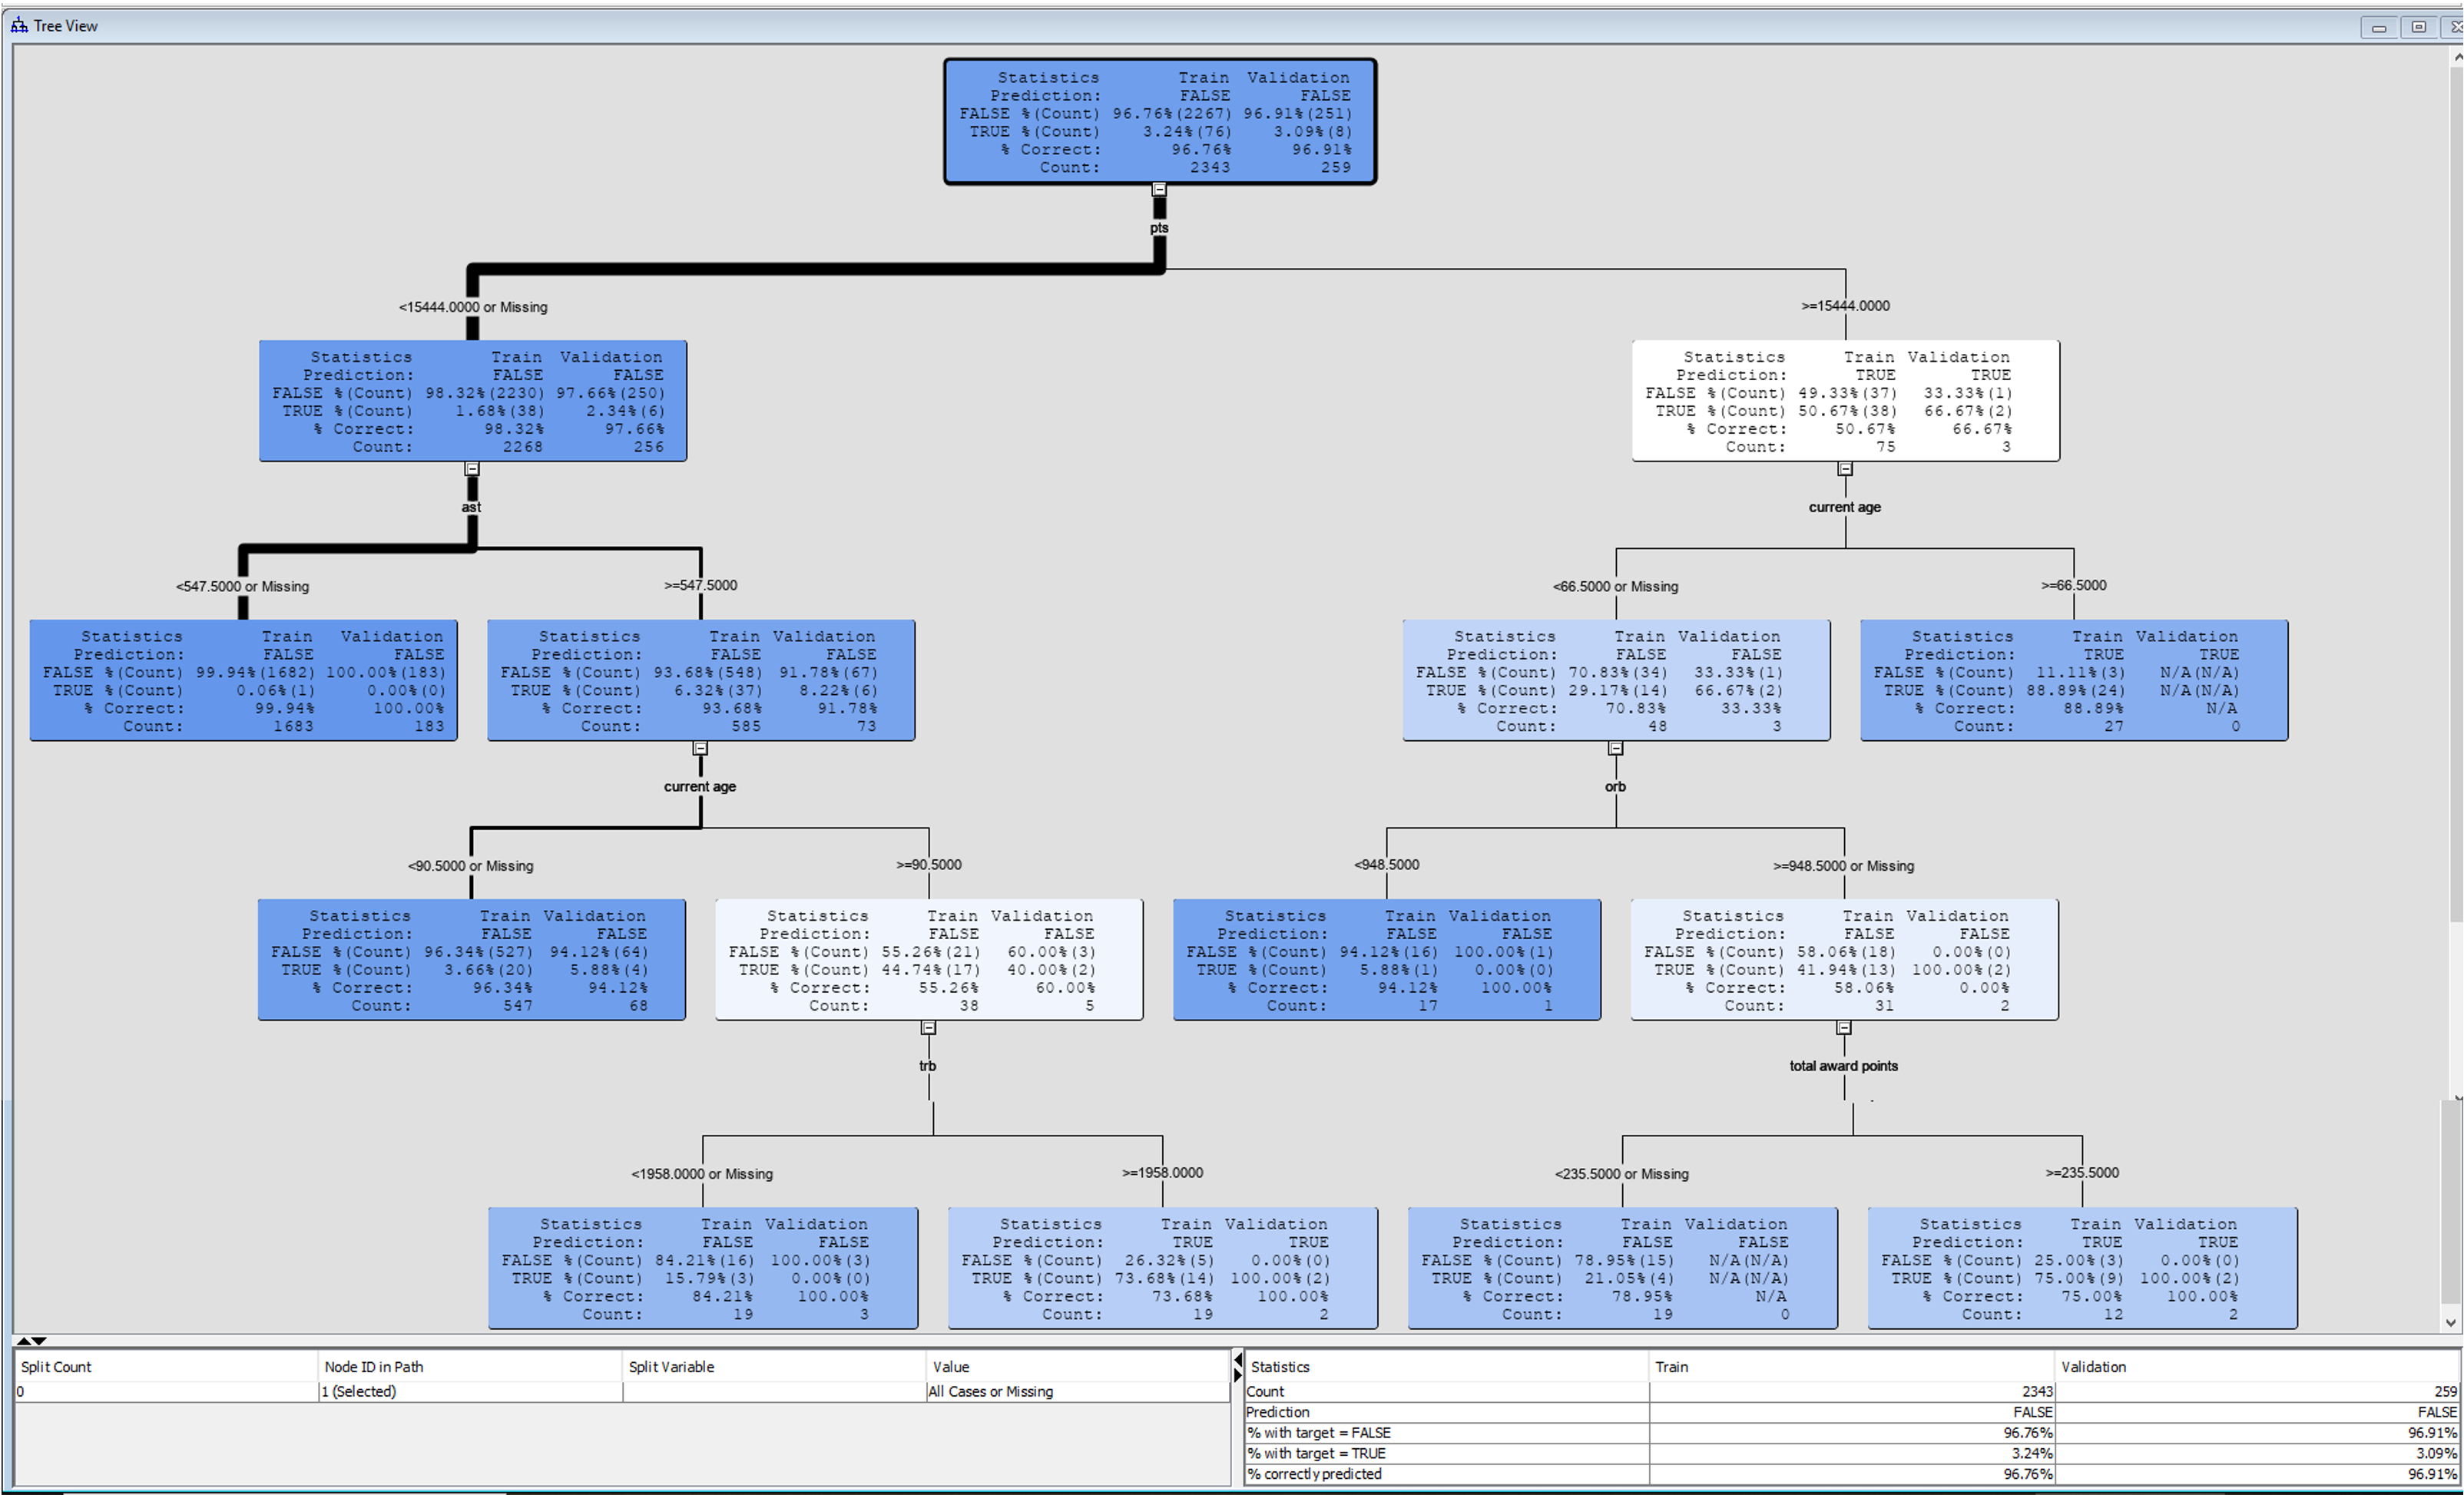 Tree View
Statistics Train Validation
Prediction: FALSE FALSE
FALSE %(Count) 96.76%(2267) 96.91%(251)
TRUE %(Count) 3.24%(76) 3.09%(8)
% Correct: 96.76% 96.91%
Count: 2343 259
pts
<15444.0000 or Missing
>=15444.0000
Statistics Train Validation
Prediction: FALSE FALSE
FALSE %(Count) 98.32%(2230) 97.66%(250)
TRUE %(Count) 1.68%(38) 2.34%(6)
% Correct: 98.32% 97.66%
Count: 2268 256
Statistics Train Validation
Prediction: TRUE TRUE
FALSE %(Count) 49.33%(37) 33.33%(1)
TRUE %(Count) 50.67%(38) 66.67%(2)
% Correct: 50.67% 66.67%
Count: 75 3
ast
current age
<547.5000 or Missing
>=547.5000
<66.5000 or Missing
>=66.5000
Statistics Train Validation
Prediction: FALSE FALSE
FALSE %(Count) 99.94%(1682) 100.00%(183)
TRUE %(Count) 0.06%(1) 0.00%(0)
% Correct: 99.94% 100.00%
Count: 1683 183
Statistics Train Validation
Prediction: FALSE FALSE
FALSE %(Count) 93.68%(548) 91.78%(67)
TRUE %(Count) 6.32%(37) 8.22%(6)
% Correct: 93.68% 91.78%
Count: 585 73
Statistics Train Validation
Prediction: FALSE FALSE
FALSE %(Count) 70.83%(34) 33.33%(1)
TRUE %(Count) 29.17%(14) 66.67%(2)
% Correct: 70.83% 33.33%
Count: 48 3
Statistics Train Validation
Prediction: TRUE TRUE
FALSE %(Count) 11.11%(3) N/A(N/A)
TRUE %(Count) 88.89%(24) N/A(N/A)
% Correct: 88.89% N/A
Count: 27 0
current age
orb
<90.5000 or Missing
>=90.5000
<948.5000
>=948.5000 or Missing
Statistics Train Validation
Prediction: FALSE FALSE
FALSE %(Count) 96.34%(527) 94.12%(64)
TRUE %(Count) 3.66%(20) 5.88%(4)
% Correct: 96.34% 94.12%
Count: 547 68
Statistics Train Validation
Prediction: FALSE FALSE
FALSE %(Count) 55.26%(21) 60.00%(3)
TRUE %(Count) 44.74%(17) 40.00%(2)
% Correct: 55.26% 60.00%
Count: 38 5
Statistics Train Validation
Prediction: FALSE FALSE
FALSE %(Count) 94.12%(16) 100.00%(1)
TRUE %(Count) 5.88%(1) 0.00%(0)
% Correct: 94.12% 100.00%
Count: 17 1
Statistics Train Validation
Prediction: FALSE FALSE
FALSE %(Count) 58.06%(18) 0.00%(0)
TRUE %(Count) 41.94%(13) 100.00%(2)
% Correct: 58.06% 0.00%
Count: 31 2
trb
total award points
<1958.0000 or Missing
>=1958.0000
<235.5000 or Missing
>=235.5000
Statistics Train Validation
Prediction: FALSE FALSE
FALSE %(Count) 84.21%(16) 100.00%(3)
TRUE %(Count) 15.79%(3) 0.00%(0)
% Correct: 84.21% 100.00%
Count: 19 3
Statistics Train Validation
Prediction: TRUE TRUE
FALSE %(Count) 26.32%(5) 0.00%(0)
TRUE %(Count) 73.68%(14) 100.00%(2)
% Correct: 73.68% 100.00%
Count: 19 2
Statistics Train Validation
Prediction: FALSE FALSE
FALSE %(Count) 78.95%(15) N/A(N/A)
TRUE %(Count) 21.05%(4) N/A(N/A)
% Correct: 78.95% N/A
Count: 19 0
Statistics Train Validation
Prediction: TRUE TRUE
FALSE %(Count) 25.00%(3) 0.00%(0)
TRUE %(Count) 75.00%(9) 100.00%(2)
% Correct: 75.00% 100.00%
Count: 12 2
Split Count Node ID in Path Split Variable Value
0 1 (Selected) All Cases or Missing
Statistics Train Validation
Count 2343 259
Prediction FALSE FALSE
% with target = FALSE 96.76% 96.91%
% with target = TRUE 3.24% 3.09%
% correctly predicted 96.76% 96.91%